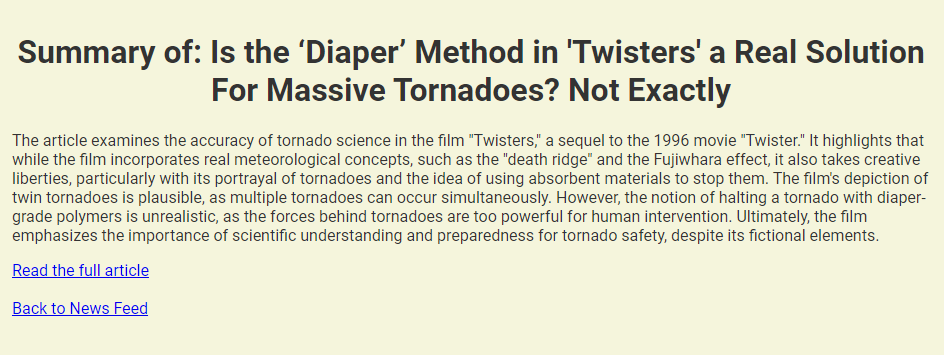 Summary of: Is the ‘Diaper’ Method in 'Twisters' a Real Solution
For Massive Tornadoes? Not Exactly
The article examines the accuracy of tornado science in the film "Twisters," a sequel to the 1996 movie "Twister." It highlights that
while the film incorporates real meteorological concepts, such as the "death ridge" and the Fujiwhara effect, it also takes creative
liberties, particularly with its portrayal of tornadoes and the idea of using absorbent materials to stop them. The film's depiction of
twin tornadoes is plausible, as multiple tornadoes can occur simultaneously. However, the notion of halting a tornado with diaper-
grade polymers is unrealistic, as the forces behind tornadoes are too powerful for human intervention. Ultimately, the film
emphasizes the importance of scientific understanding and preparedness for tornado safety, despite its fictional elements.
Read the full article
Back to News Feed